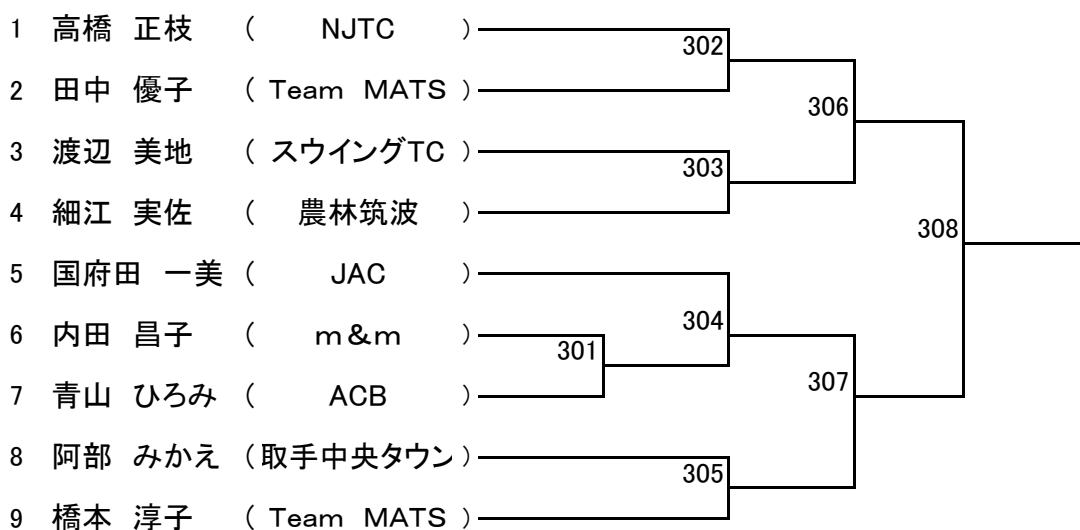 1 高橋 正枝 ( NJTC )
302
2 田中 優子 ( Team MATS )
306
3 渡辺 美地 ( スウイングTC )
303
4 細江 実佐 ( 農林筑波 )
308
5 国府田 一美 ( JAC )
304
6 内田 昌子 ( m&m )
301
307
7 青山 ひろみ ( ACB )
8 阿部 みかえ (取手中央タウン)
305
9 橋本 淳子 ( Team MATS )